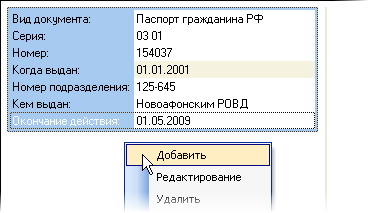 Вид документа: Паспорт гражданина РФ
Серия: 03 01
Номер: 154037
Когда выдан: 01.01.2001
Номер подразделения: 125-645
Кем выдан: Новоафонским РОВД
Окончание действия: 01.05.2009
Добавить
Редактирование
Удалить